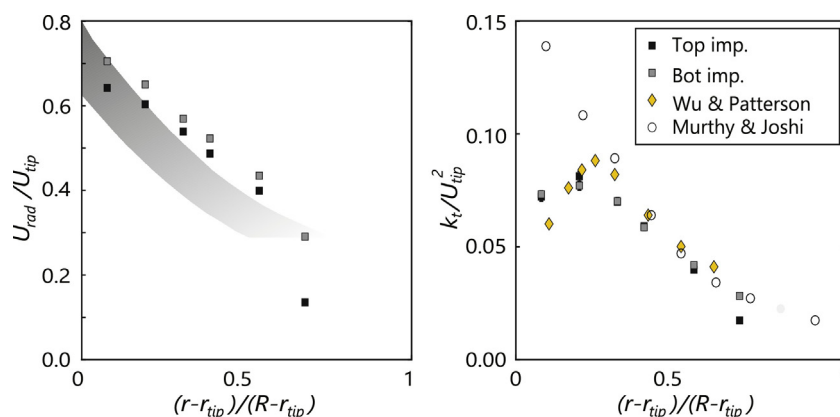 0.8
0.6
0.4
0.2
0.0
U_rad/U_tip
0
0.5
1
(r-r_tip)/(R-r_tip)
0.15
0.10
0.05
0.00
k_t/U²_tip
0
0.5
(r-r_tip)/(R-r_tip)
Top imp.
Bot imp.
Wu & Patterson
Murthy & Joshi